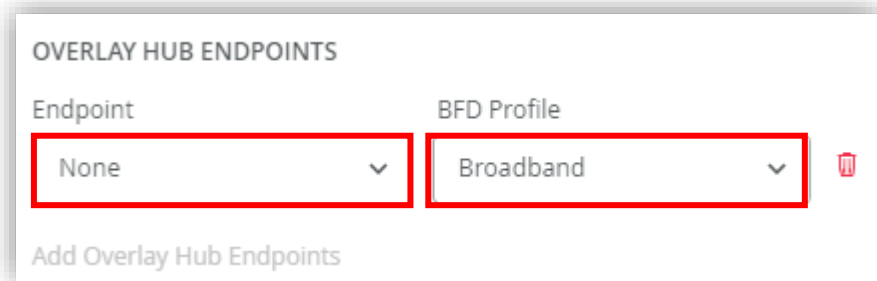 OVERLAY HUB ENDPOINTS
Endpoint BFD Profile
None Broadband
Add Overlay Hub Endpoints